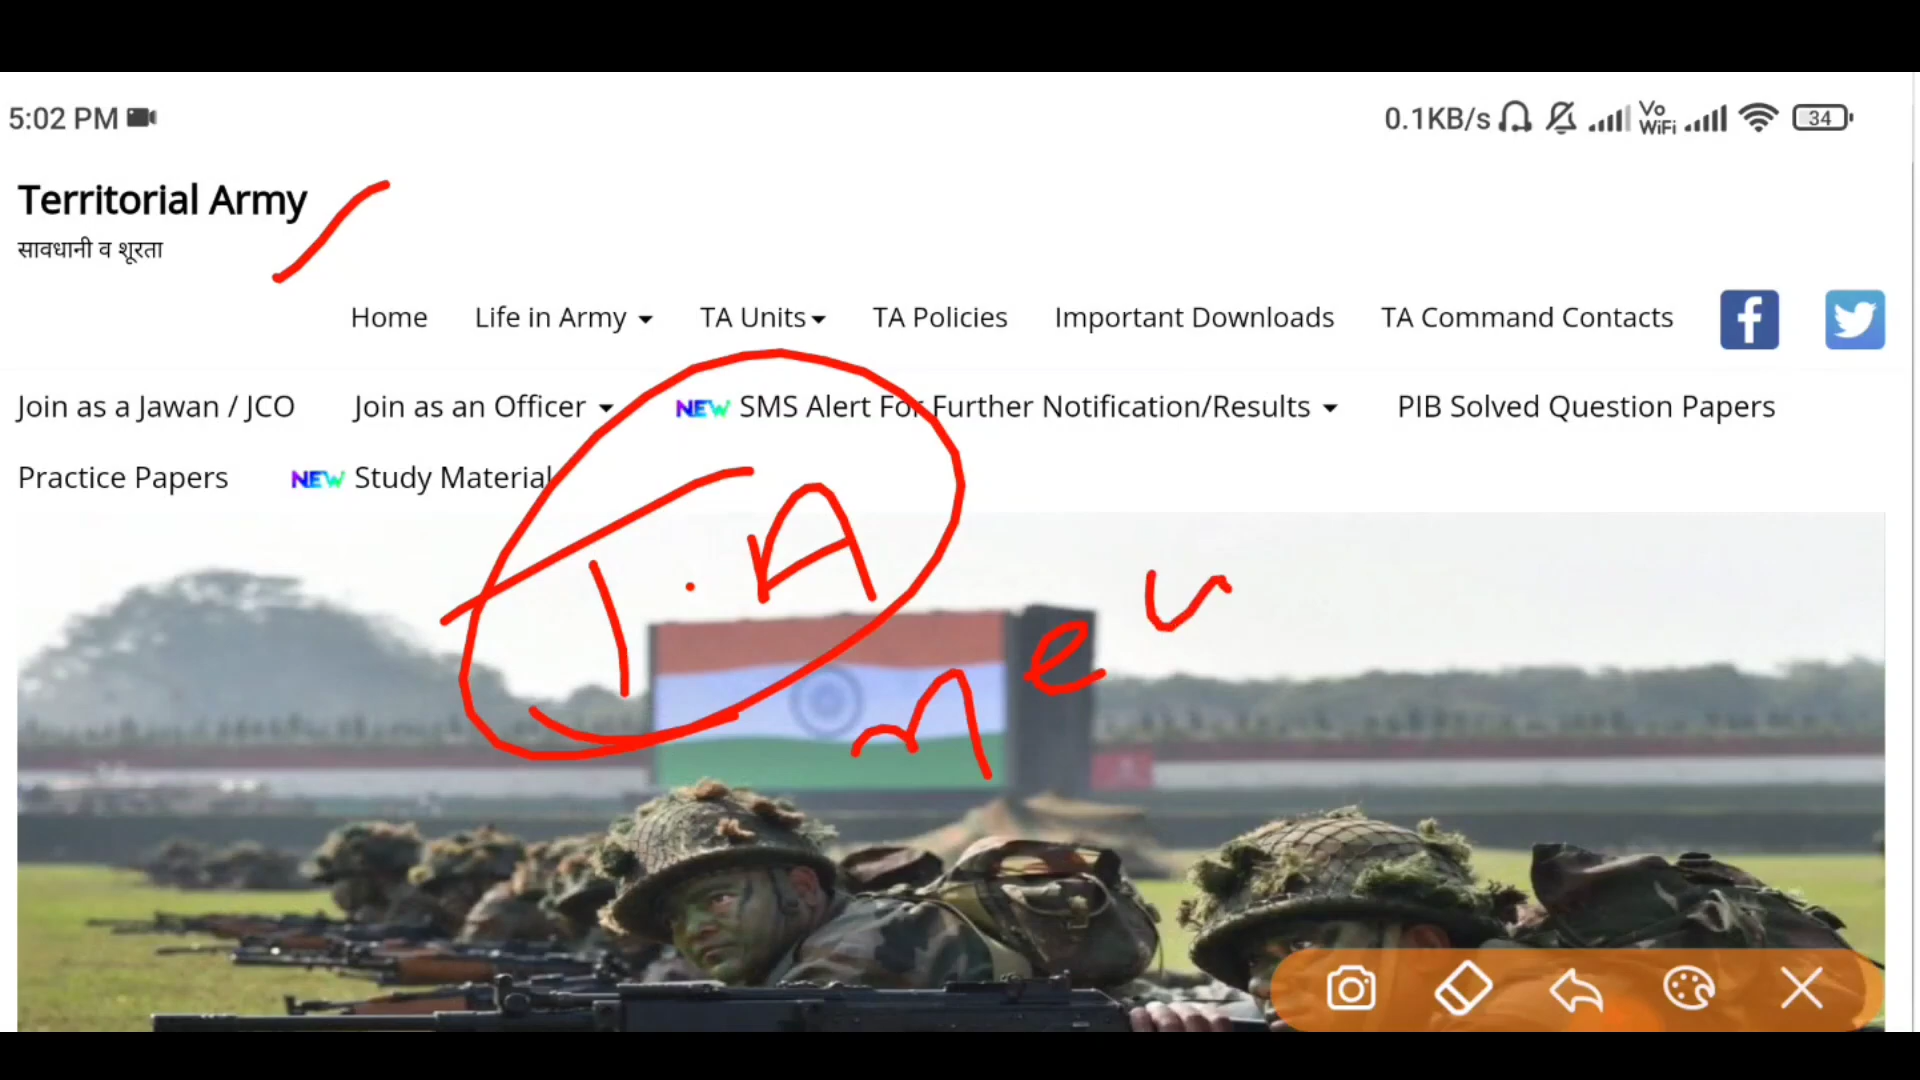 5:02 PM 0.1KB/s Vo WiFi 34
Territorial Army
सावधानी व शूरता
Home Life in Army TA Units TA Policies Important Downloads TA Command Contacts
Join as a Jawan / JCO Join as an Officer NEW SMS Alert For Further Notification/Results PIB Solved Question Papers
Practice Papers NEW Study Material
T.A